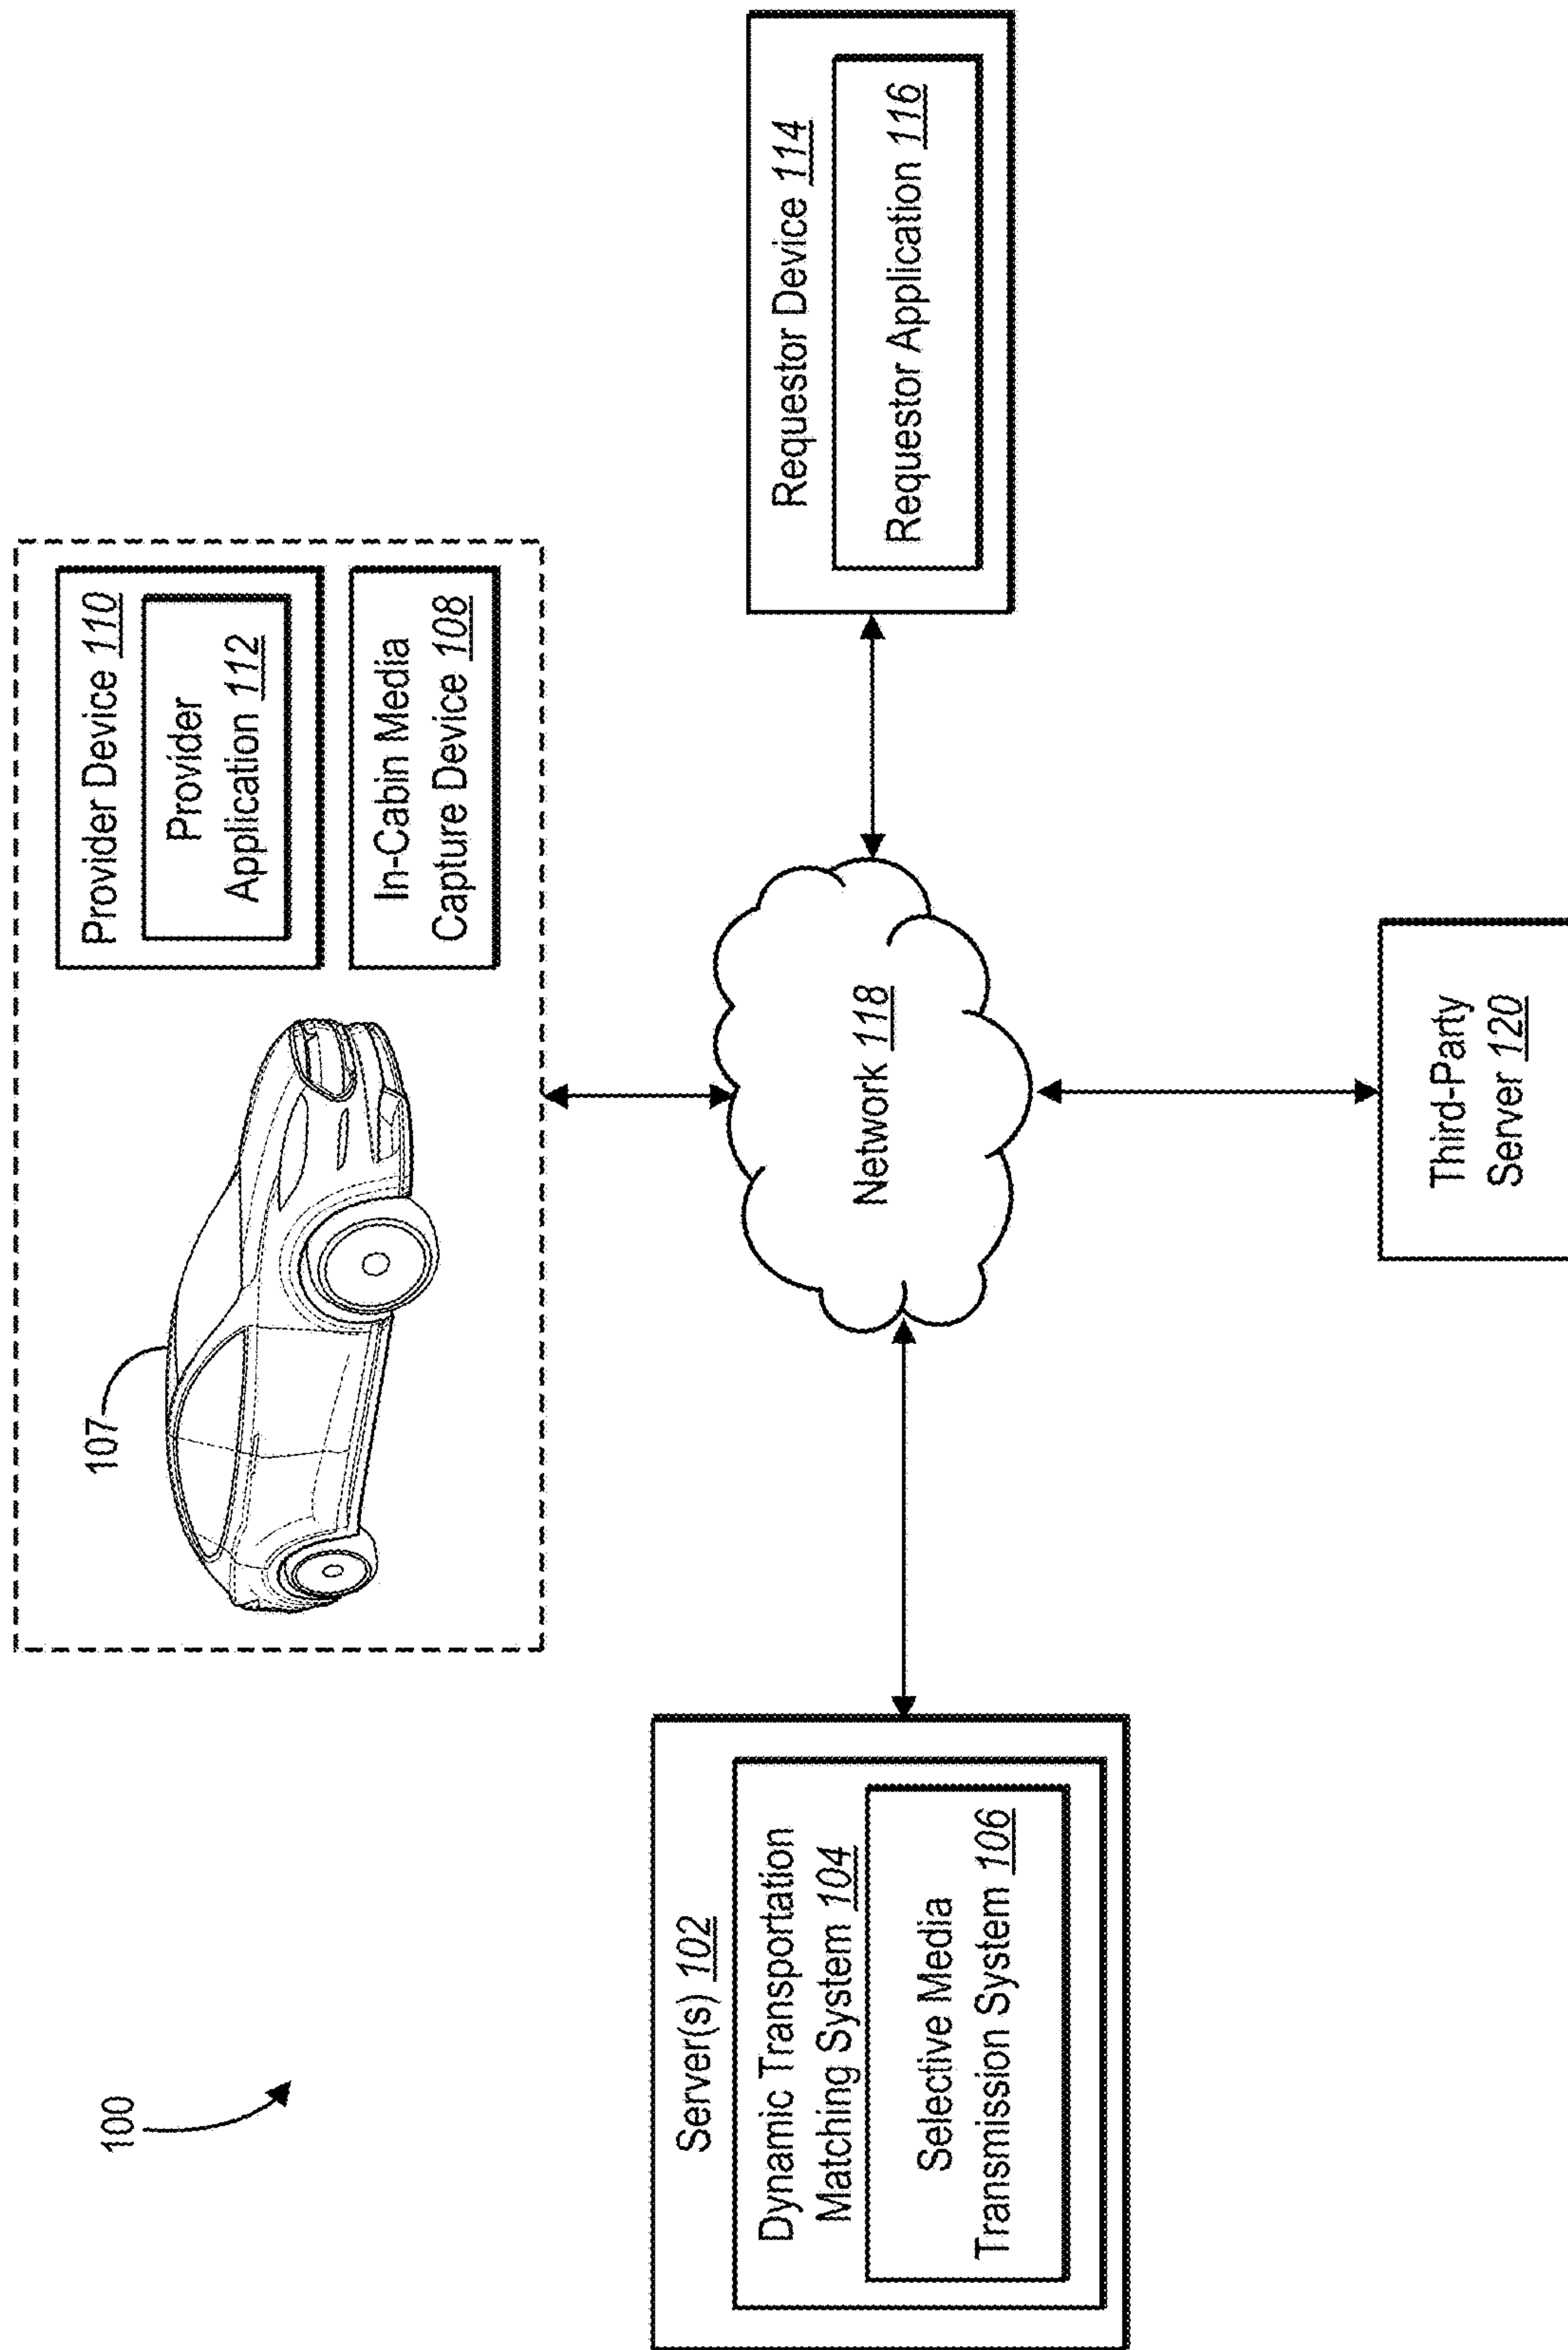 100
107
Provider Device 110
Provider
Application 112
In-Cabin Media
Capture Device 108
Server(s) 102
Dynamic Transportation
Matching System 104
Selective Media
Transmission System 106
Network 118
Requestor Device 114
Requestor Application 116
Third-Party
Server 120